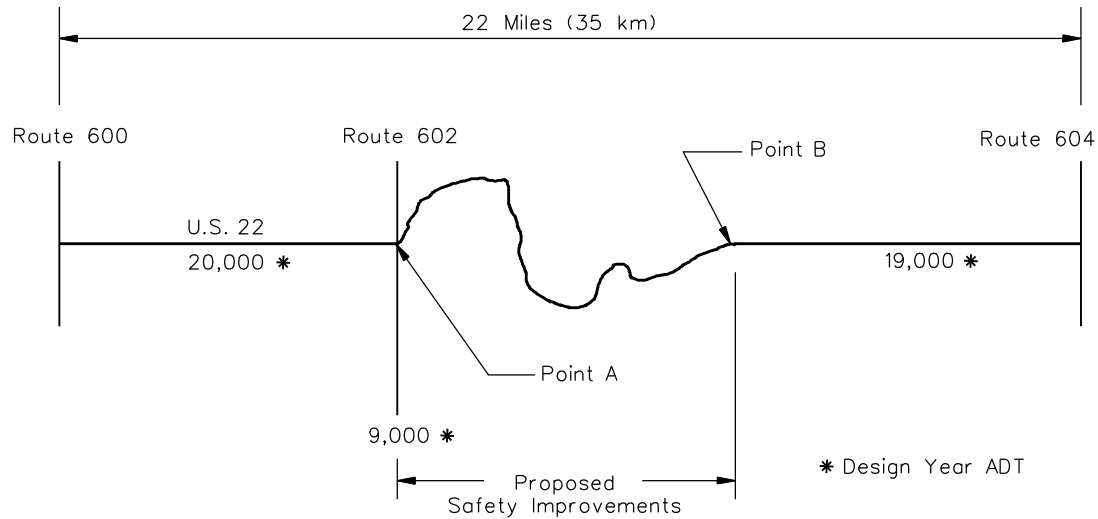 22 Miles (35 km)
Route 600
Route 602
Route 604
Point B
U.S. 22
20,000 *
19,000 *
Point A
9,000 *
* Design Year ADT
Proposed
Safety Improvements